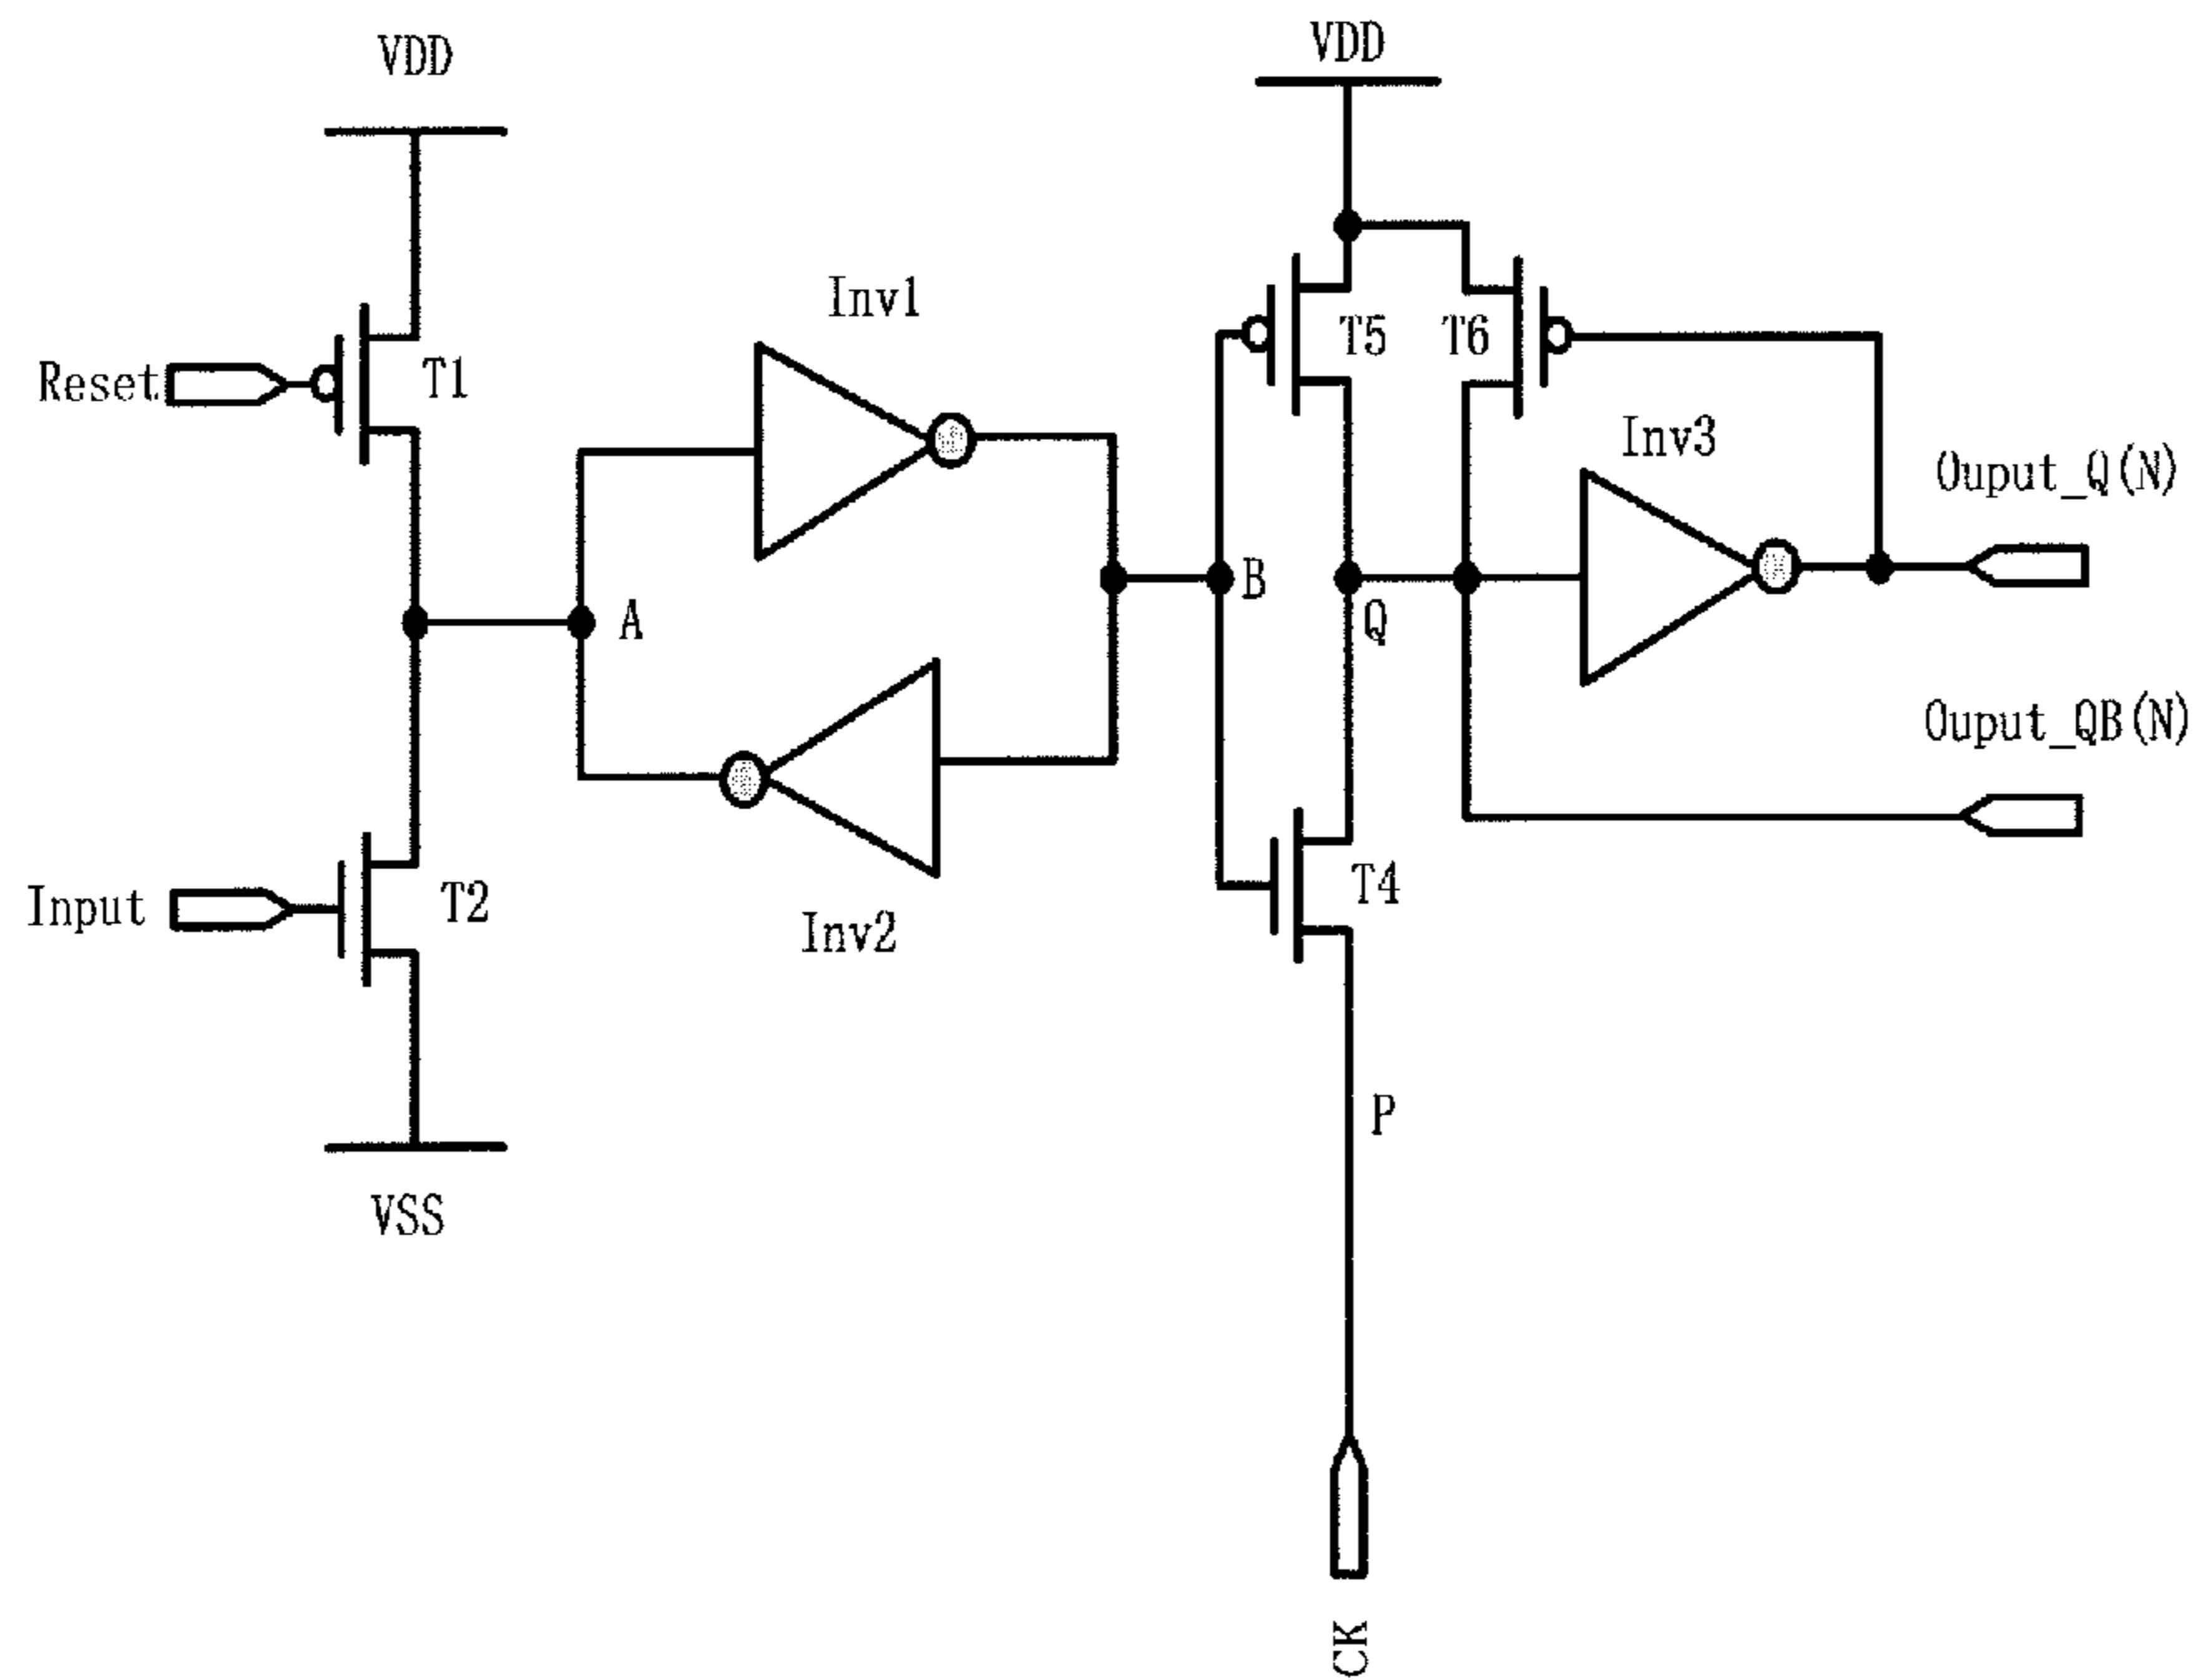 VDD
VDD
Inv1
T5
T6
Reset
T1
Inv3
Ouput_Q(N)
B
A
Q
Ouput_QB(N)
T4
Input
T2
Inv2
P
VSS
CK